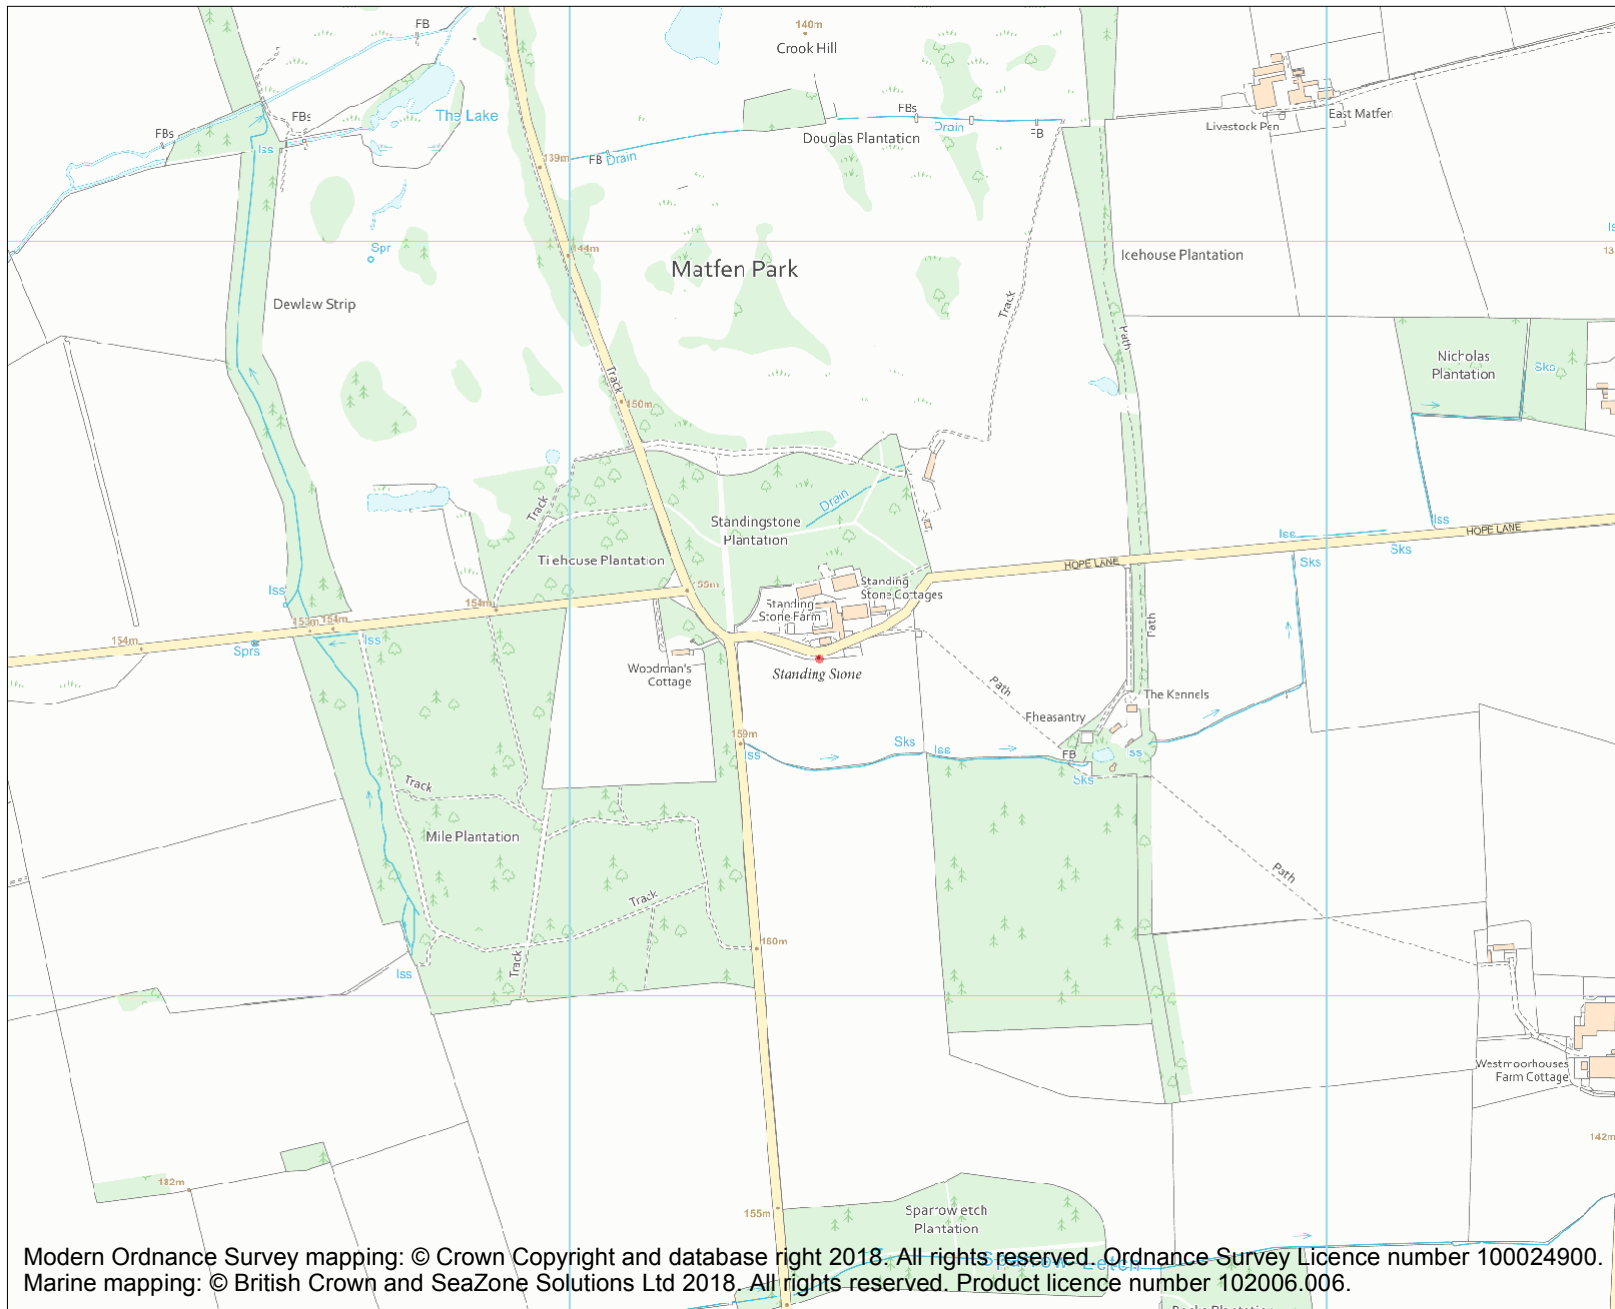 FB
140m
Crook Hill
The Lake
FBs
FBs
Iss
FBs
Drain
FB
Douglas Plantation
Livestock Pen
East Matfen
139m
FB Drain
Spr
144m
Matfen Park
Icehouse Plantation
Dewlaw Strip
Track
Path
Nicholas
Plantation
Sks
Track
150m
Track
Drain
Standingstone
Plantation
Iss
Iss
HOPE LANE
Sks
Tilehouse Plantation
HOPE LANE
Sks
155m
Standing
Stone Cottages
Iss
154m
Standing
Stone Farm
153m 154m
154m
Iss
Sprs
Path
Woodman's
Cottage
Standing Stone
Path
The Kennels
Pheasantry
159m
Iss
Sks
Iss
FB
Iss
Sks
Track
Mile Plantation
Path
Track
160m
Track
Iss
Westmoorhouses
Farm Cottage
142m
182m
155m
Sparrowletch
Plantation
Modern Ordnance Survey mapping: © Crown Copyright and database right 2018. All rights reserved. Ordnance Survey Licence number 100024900.
Sparrow Letch
Marine mapping: © British Crown and SeaZone Solutions Ltd 2018. All rights reserved. Product licence number 102006.006.